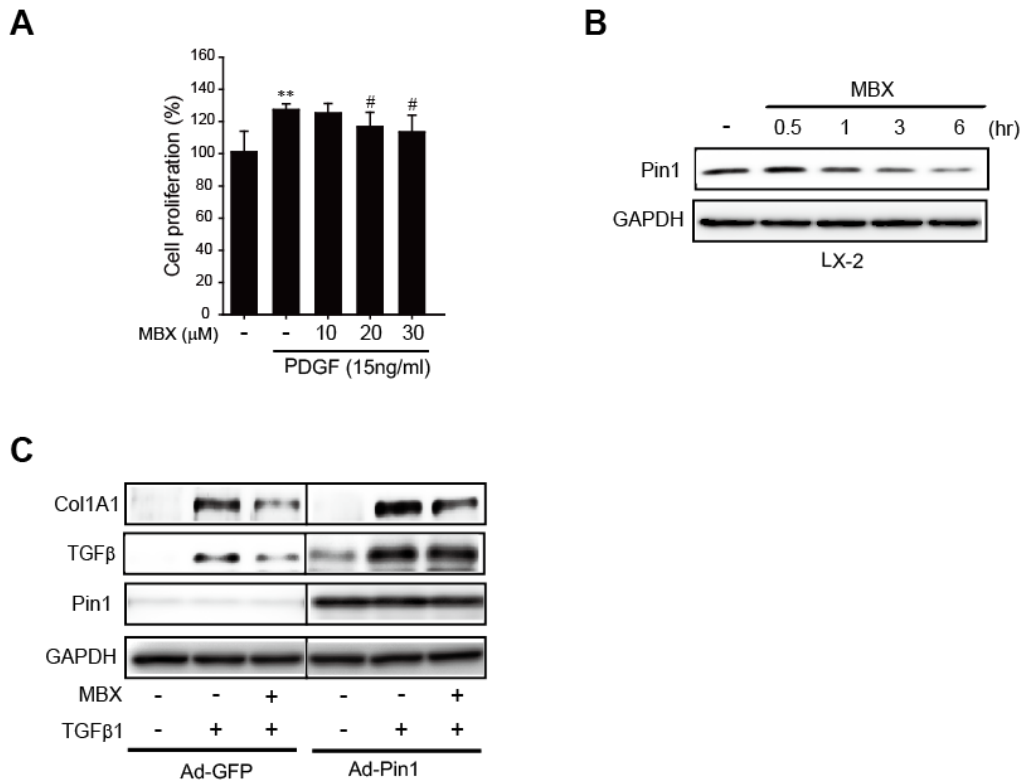 A
160
140
120
100
80
60
40
20
0
Cell proliferation (%)
**
#
#
MBX (μM)
- - 10 20 30
PDGF (15ng/ml)
B
MBX
- 0.5 1 3 6 (hr)
Pin1
GAPDH
LX-2
C
Col1A1
TGFβ
Pin1
GAPDH
MBX - - + - - +
TGFβ1 - + + - + +
Ad-GFP Ad-Pin1